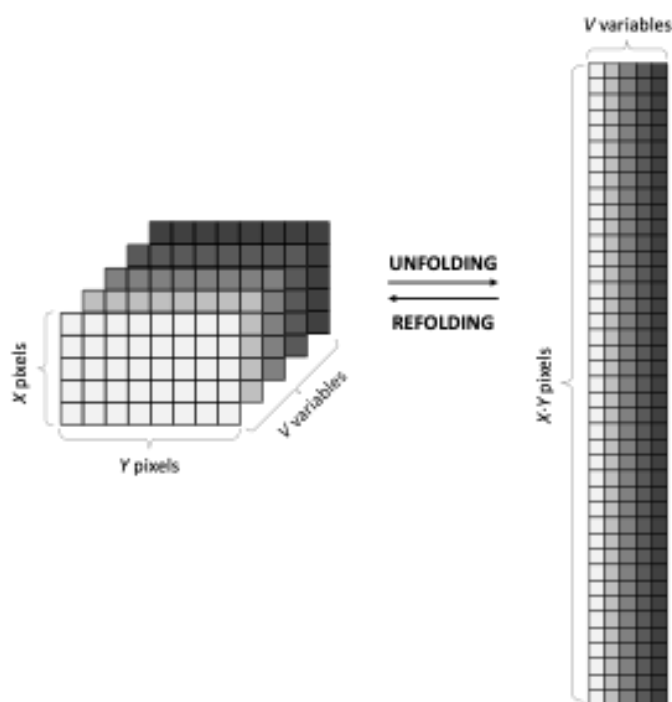 V variables
UNFOLDING
REFOLDING
X pixels
V variables
X·Y pixels
Y pixels